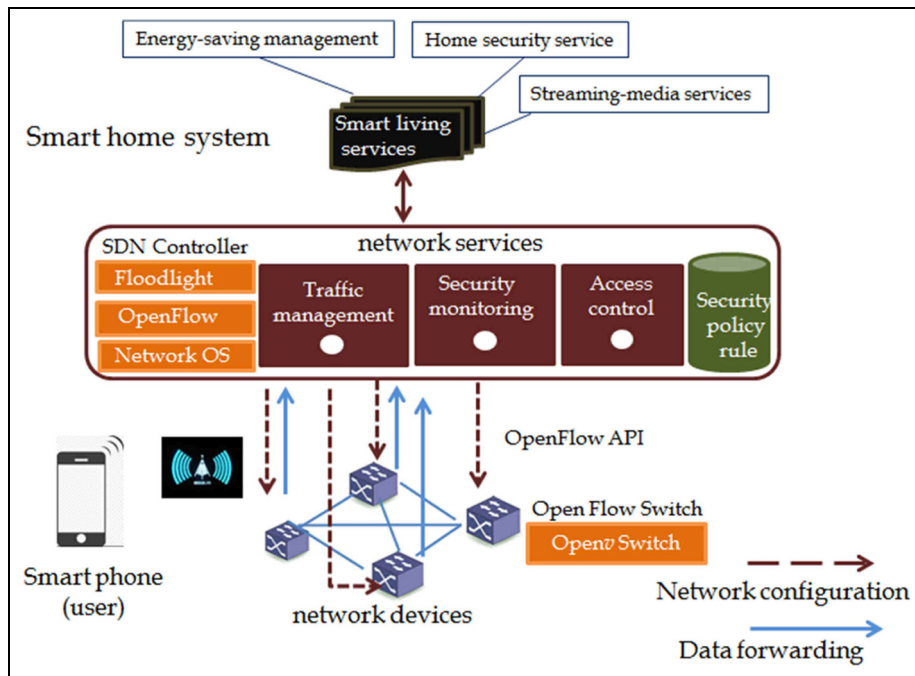 Energy-saving management
Home security service
Streaming-media services
Smart home system
Smart living
services
SDN Controller
network services
Floodlight
OpenFlow
Network OS
Traffic
management
Security
monitoring
Access
control
Security
policy
rule
OpenFlow API
Open Flow Switch
Openv Switch
Smart phone
(user)
network devices
Network configuration
Data forwarding